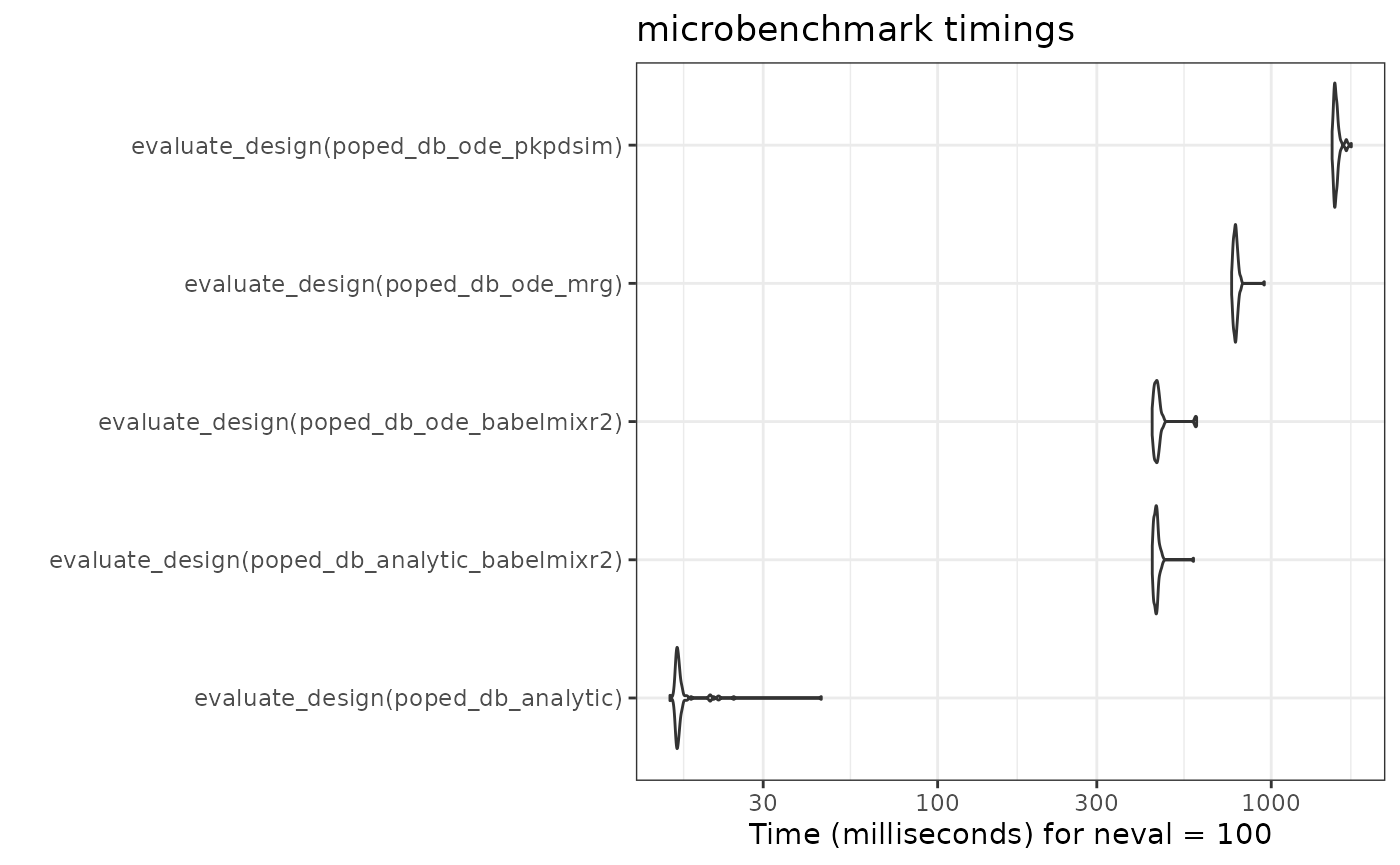 microbenchmark timings
evaluate_design(poped_db_ode_pkpdsim)
evaluate_design(poped_db_ode_mrg)
evaluate_design(poped_db_ode_babelmixr2)
evaluate_design(poped_db_analytic_babelmixr2)
evaluate_design(poped_db_analytic)
30 100 300 1000
Time (milliseconds) for neval = 100